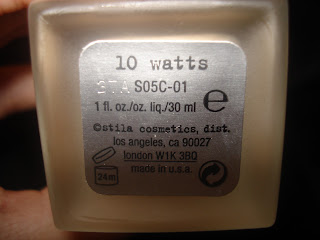 10 watts
3TA S05C-01
1 fl. oz./oz. liq./30 ml e
©stila cosmetics, dist.
los angeles, ca 90027
london W1K 3BQ
made in u.s.a.
24m